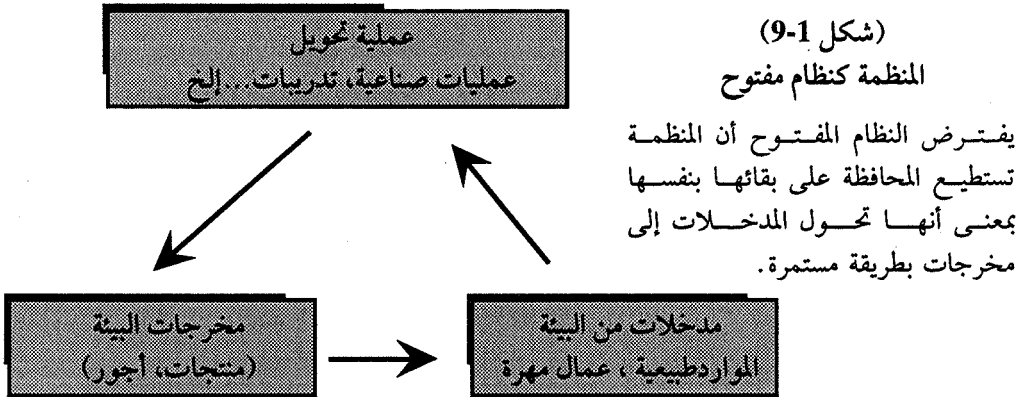 (شكل 1-9)
المنظمة كنظام مفتوح
يفترض النظام المفتوح أن المنظمة
تستطيع المحافظة على بقائها بنفسها
بمعنى أنها تحول المدخلات إلى
مخرجات بطريقة مستمرة.
عملية تحويل
عمليات صناعية، تدريبات...إلخ
مدخلات من البيئة
المواردطبيعية ، عمال مهرة
مخرجات البيئة
(منتجات، أجور)